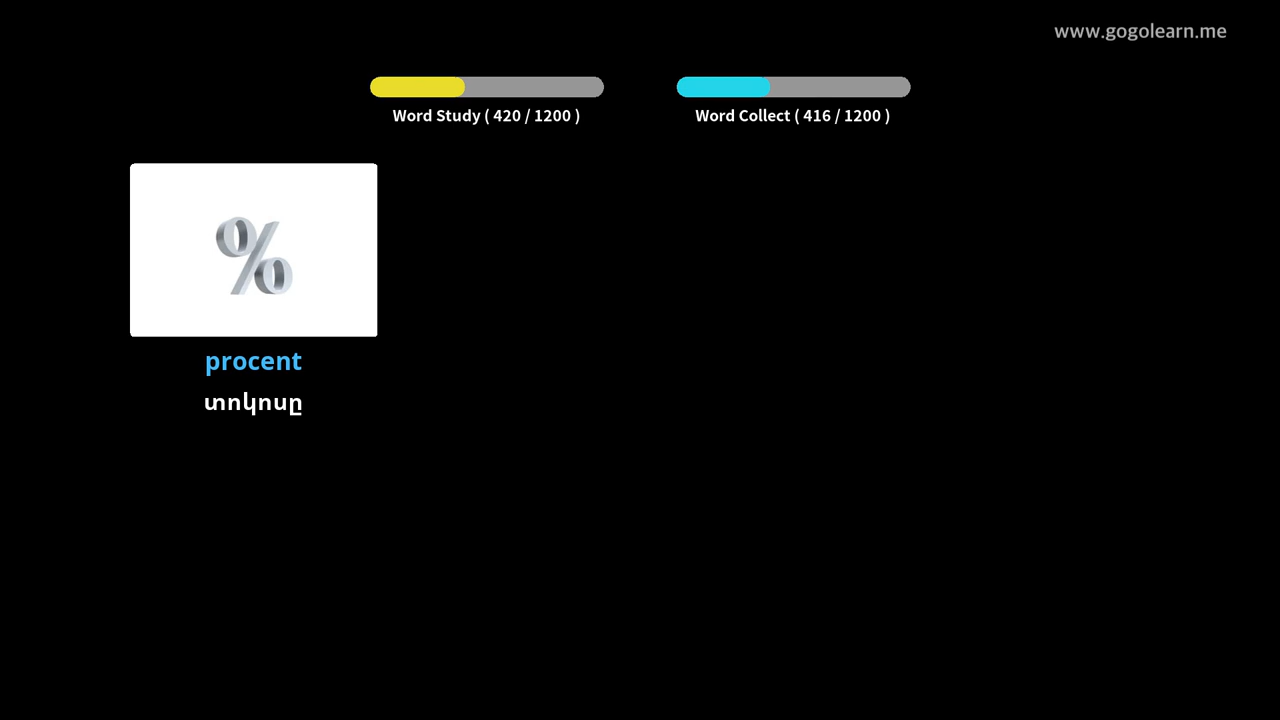 www.gogolearn.me
Word Study ( 420 / 1200 )
Word Collect ( 416 / 1200 )
%
procent
տոկոսը